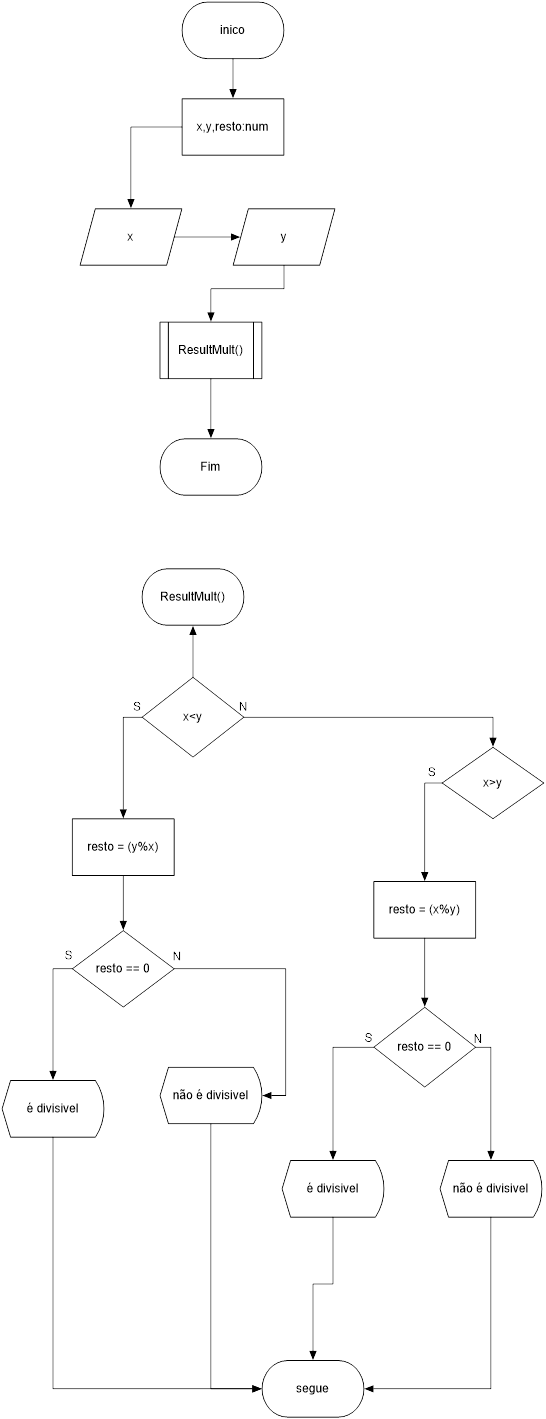 inico
x,y,resto:num
x
y
ResultMult()
Fim
ResultMult()
S
x<y
N
S
x>y
resto = (y%x)
resto = (x%y)
S
resto == 0
N
S
resto == 0
N
é divisivel
não é divisivel
é divisivel
não é divisivel
segue